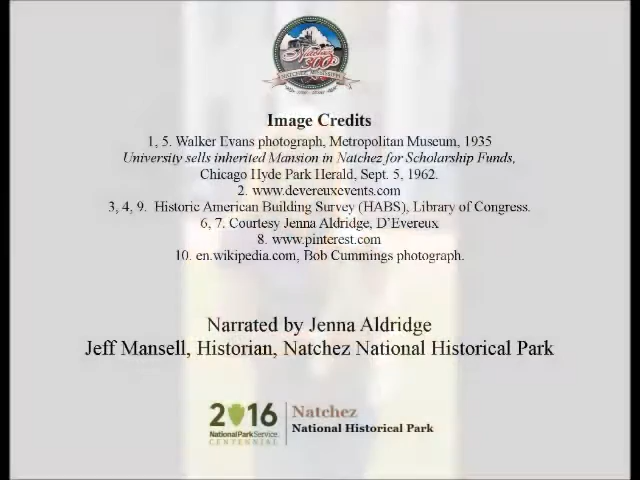 Natchez
300
NATCHEZ, MISSISSIPPI
Image Credits
1, 5. Walker Evans photograph, Metropolitan Museum, 1935
University sells inherited Mansion in Natchez for Scholarship Funds,
Chicago Hyde Park Herald, Sept. 5, 1962.
2. www.devereuxevents.com
3, 4, 9.  Historic American Building Survey (HABS), Library of Congress.
6, 7. Courtesy Jenna Aldridge, D'Evereux
8. www.pinterest.com
10. en.wikipedia.com, Bob Cummings photograph.
Narrated by Jenna Aldridge
Jeff Mansell, Historian, Natchez National Historical Park
2016
National Park Service
CENTENNIAL
Natchez
National Historical Park